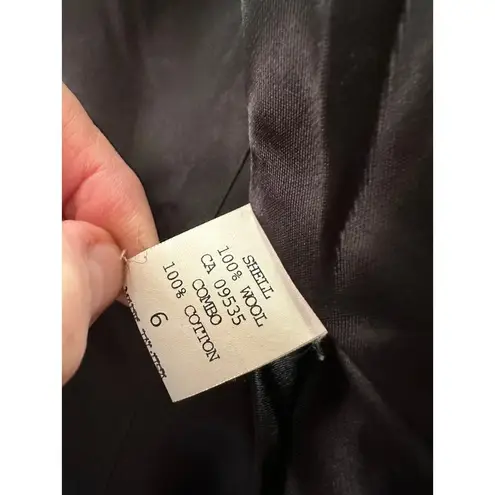 SHELL
100% WOOL
CA 09535
COMBO
100% COTTON
6